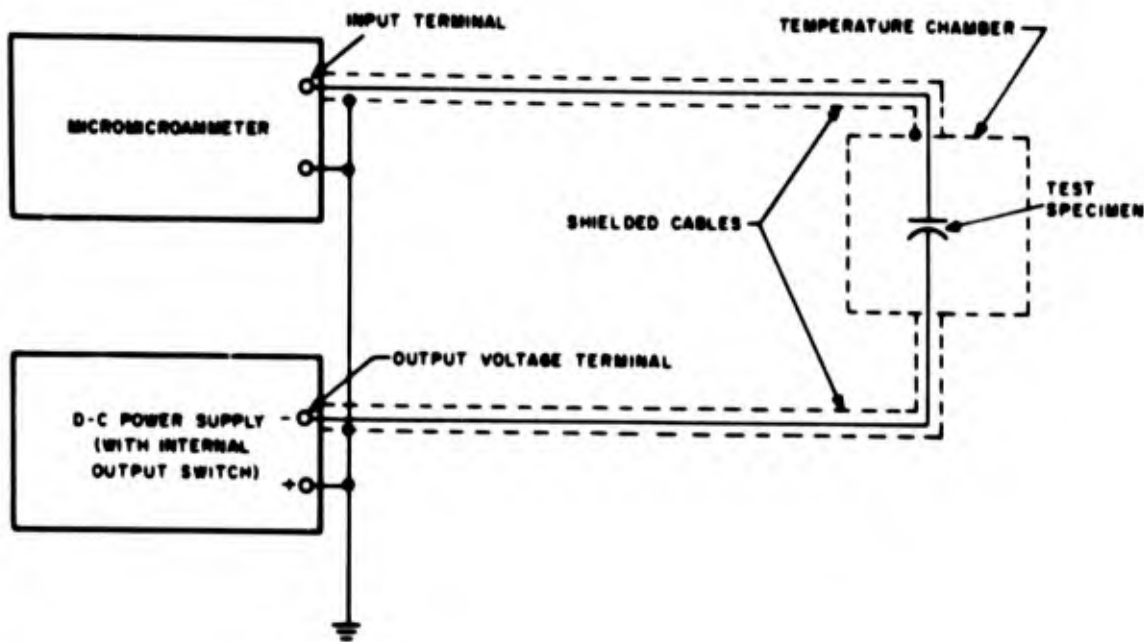 INPUT TERMINAL
TEMPERATURE CHAMBER
MICROMICROAMMETER
TEST
SPECIMEN
SHIELDED CABLES
OUTPUT VOLTAGE TERMINAL
D-C POWER SUPPLY -
(WITH INTERNAL
OUTPUT SWITCH)
+